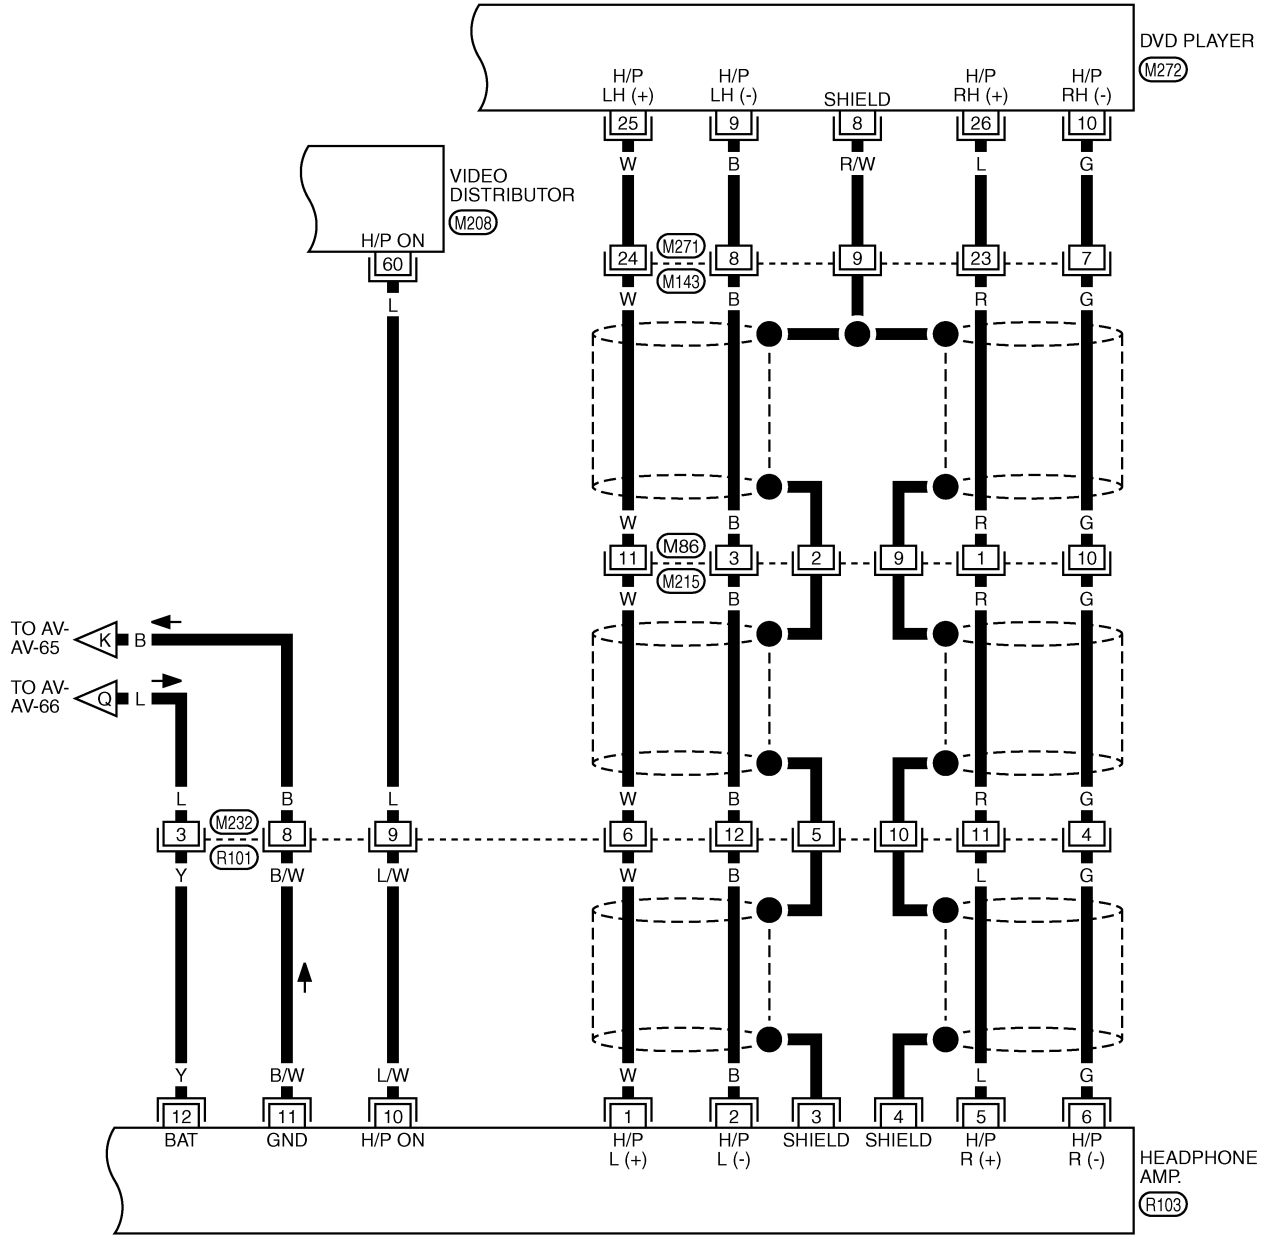 DVD PLAYER
M272
H/P H/P H/P H/P
LH (+) LH (-) SHIELD RH (+) RH (-)
25 9 8 26 10
W B R/W L G
VIDEO
DISTRIBUTOR
M208
H/P ON
60
L
M271
24 8 9 23 7
M143
W B R G
W B R G
M86
11 3 2 9 1 10
M215
W B R G
TO AV-
AV-65
K B
TO AV-
AV-66
Q L
L B L W B R G
M232
3 8 9 6 12 5 10 11 4
R101
Y B/W L/W W B L G
Y B/W L/W W B L G
12 11 10 1 2 3 4 5 6
BAT GND H/P ON H/P H/P SHIELD SHIELD H/P H/P
L (+) L (-) R (+) R (-)
HEADPHONE
AMP.
R103